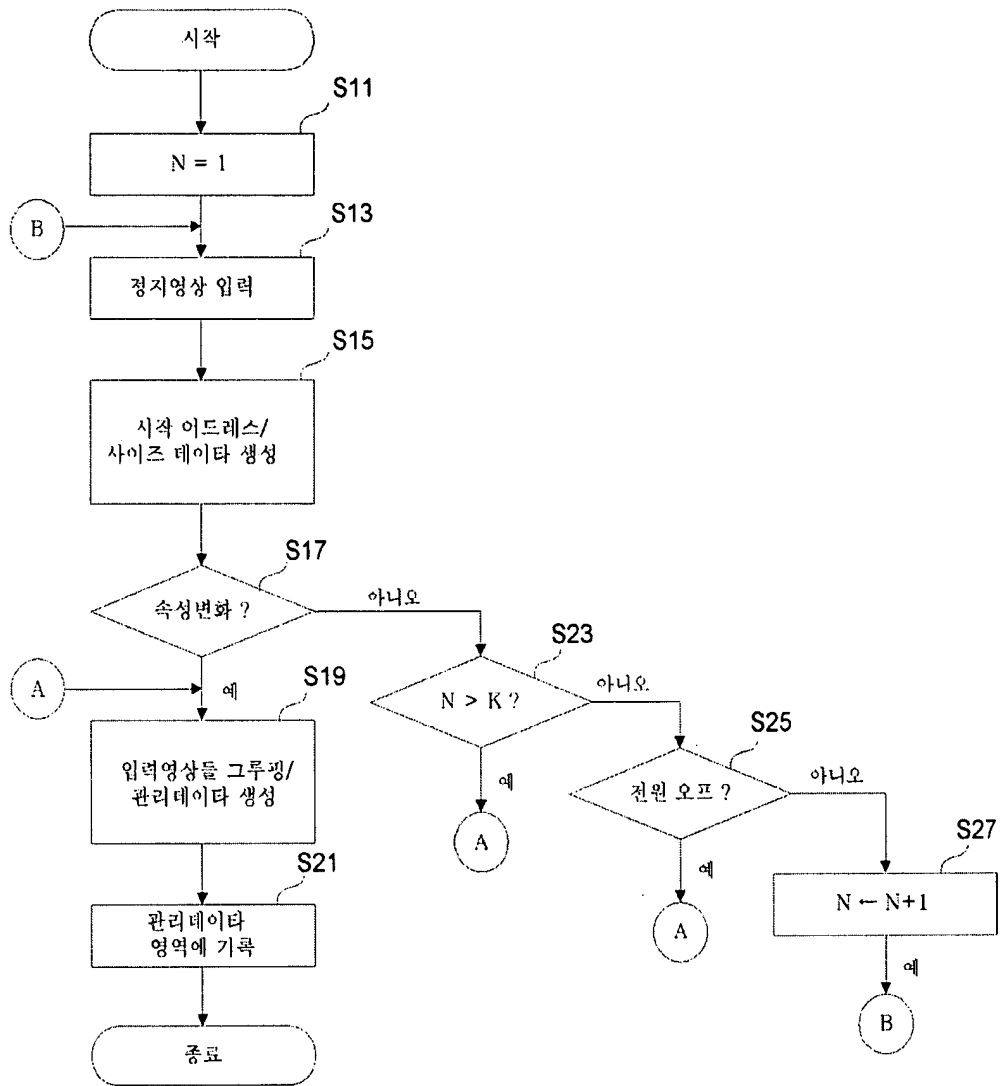 시작
S11
N = 1
B
S13
정지영상 입력
S15
시작 어드레스/
사이즈 데이타 생성
S17
속성변화 ?
아니오
A
예
S19
입력영상들 그루핑/
관리데이타 생성
S21
관리데이타
영역에 기록
종료
S23
N > K ?
아니오
예
A
S25
전원 오프 ?
아니오
예
A
S27
N ← N+1
예
B